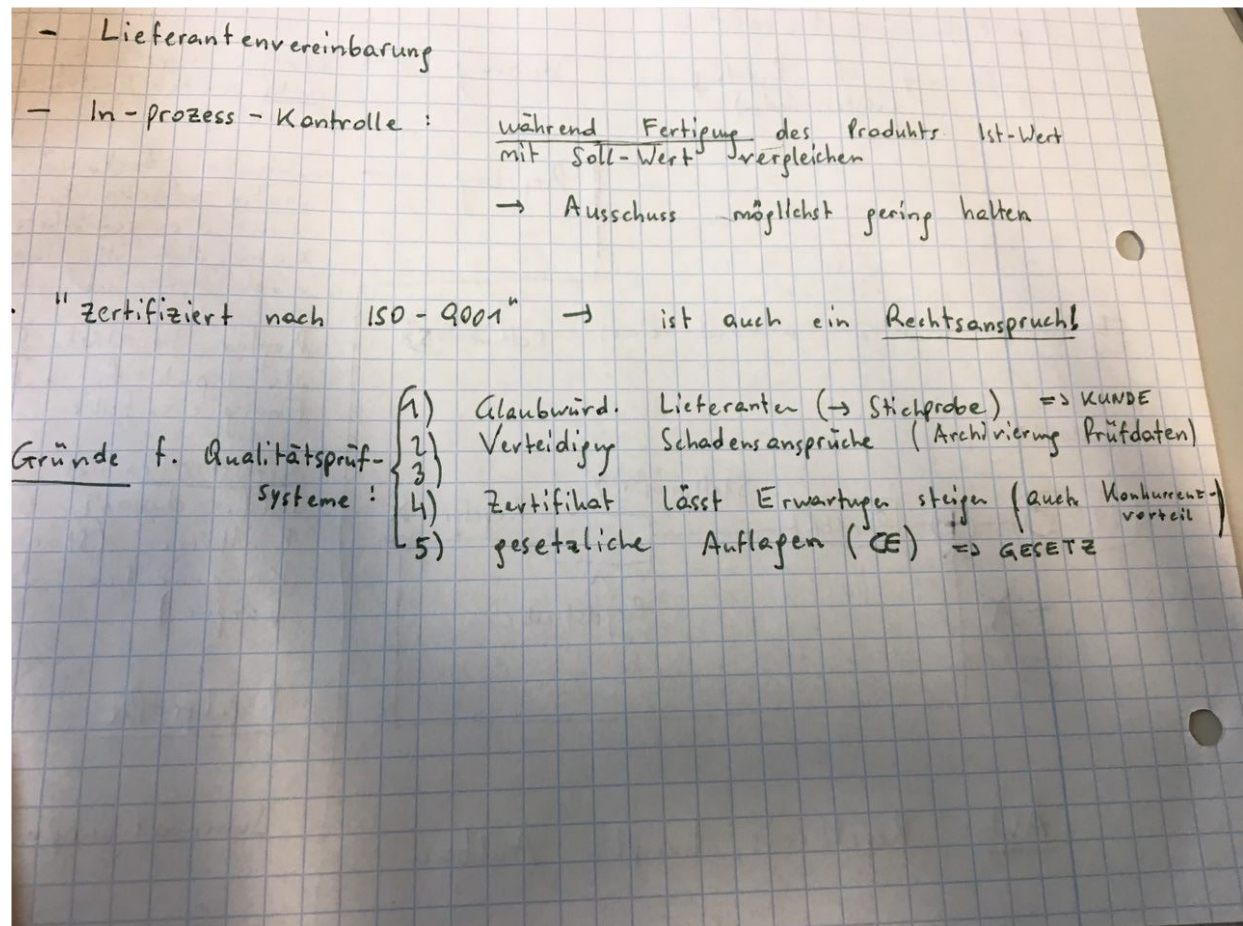 - Lieferantenvereinbarung
- In-prozess-Kontrolle : während Fertigung des Produkts Ist-Wert
mit Soll-Wert vergleichen
→ Ausschuss möglichst gering halten
. "Zertifiziert nach ISO-9001" → ist auch ein Rechtsanspruch!
Gründe f. Qualitätsprüf-
systeme :
1) Glaubwürd. Lieferanten (→ Stichprobe) => KUNDE
2) Verteidigung Schadensansprüche (Archivierung Prüfdaten)
3)
4) Zertifikat lässt Erwartungen steigen (auch Konkurrenz-
vorteil)
5) gesetzliche Auflagen (CE) => GESETZ